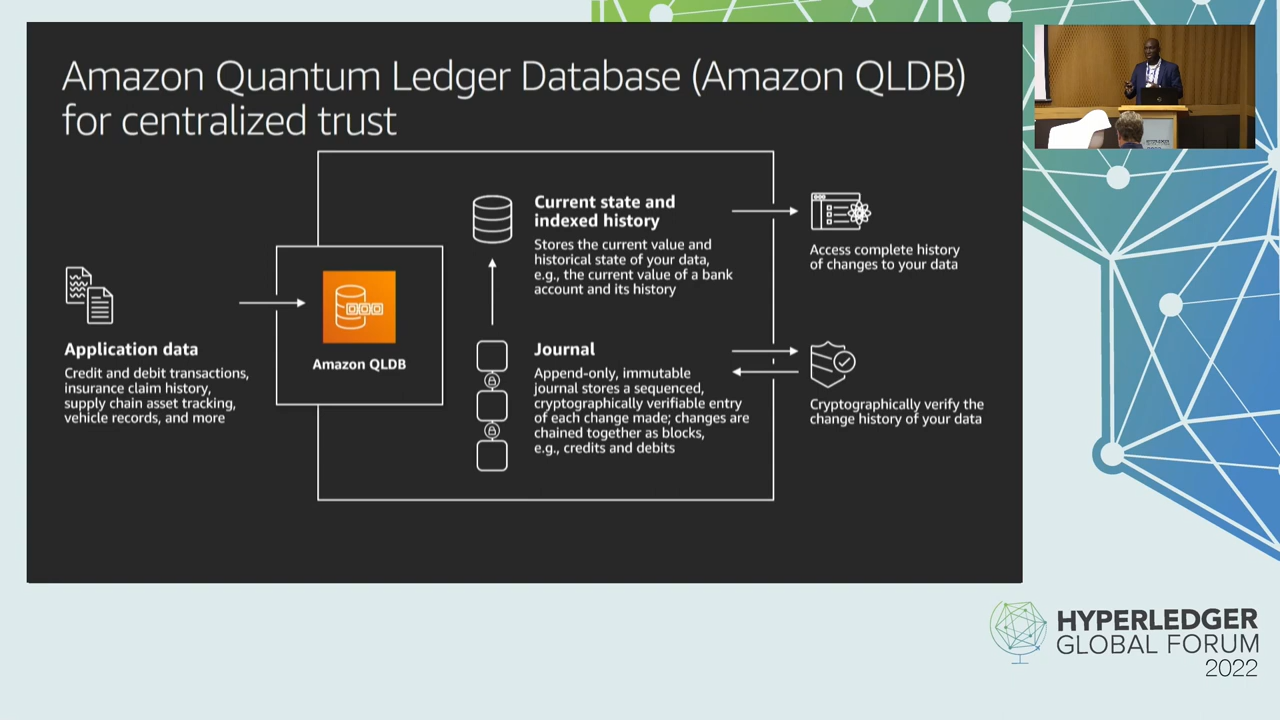 Amazon Quantum Ledger Database (Amazon QLDB)
for centralized trust
Application data
Credit and debit transactions,
insurance claim history,
supply chain asset tracking,
vehicle records, and more
Amazon QLDB
Current state and
indexed history
Stores the current value and
historical state of your data,
e.g., the current value of a bank
account and its history
Journal
Append-only, immutable
journal stores a sequenced,
cryptographically verifiable entry
of each change made; changes are
chained together as blocks,
e.g., credits and debits
Access complete history
of changes to your data
Cryptographically verify the
change history of your data
HYPERLEDGER
GLOBAL FORUM
2022